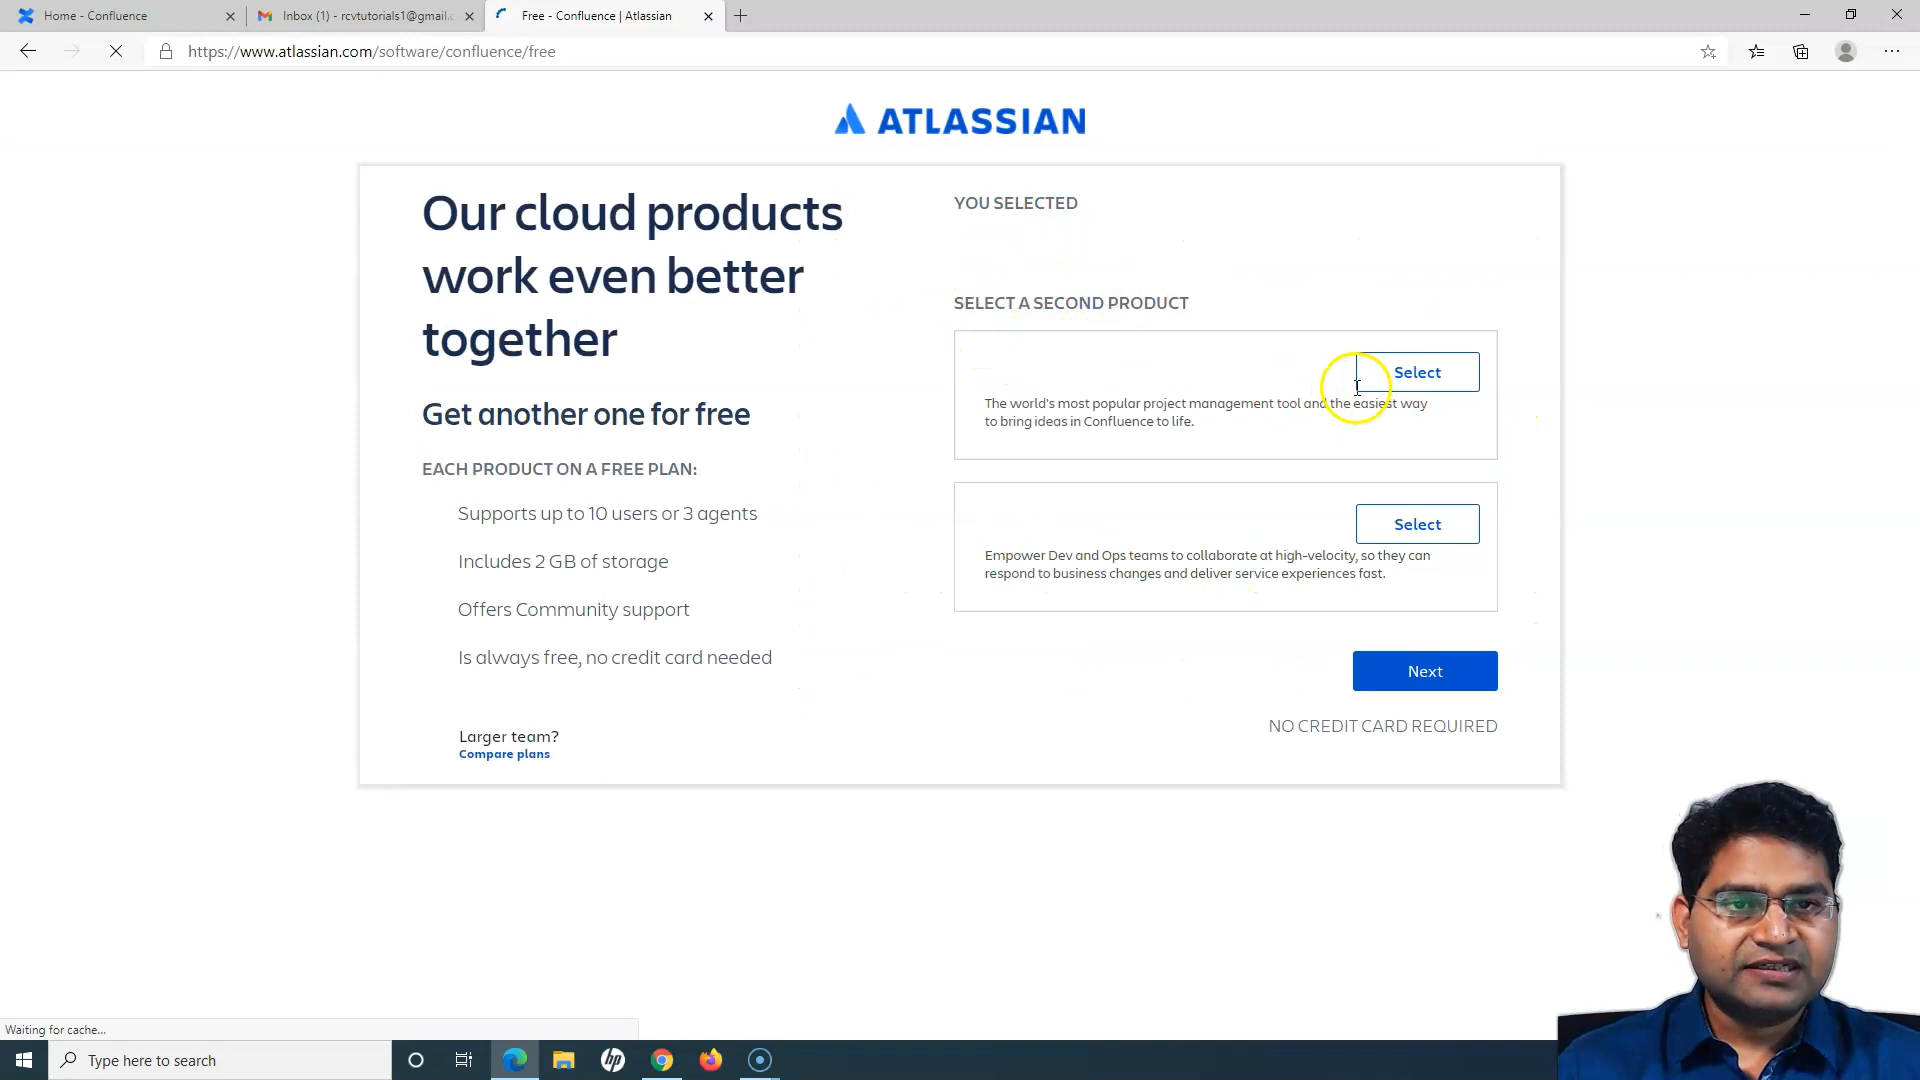 Home - Confluence
Inbox (1) - rcvtutorials1@gmail.c
Free - Confluence | Atlassian
https://www.atlassian.com/software/confluence/free
ATLASSIAN
Our cloud products
work even better
together
Get another one for free
EACH PRODUCT ON A FREE PLAN:
Supports up to 10 users or 3 agents
Includes 2 GB of storage
Offers Community support
Is always free, no credit card needed
Larger team?
Compare plans
YOU SELECTED
SELECT A SECOND PRODUCT
Select
The world's most popular project management tool and the easiest way
to bring ideas in Confluence to life.
Select
Empower Dev and Ops teams to collaborate at high-velocity, so they can
respond to business changes and deliver service experiences fast.
Next
NO CREDIT CARD REQUIRED
Waiting for cache...
Type here to search
hp